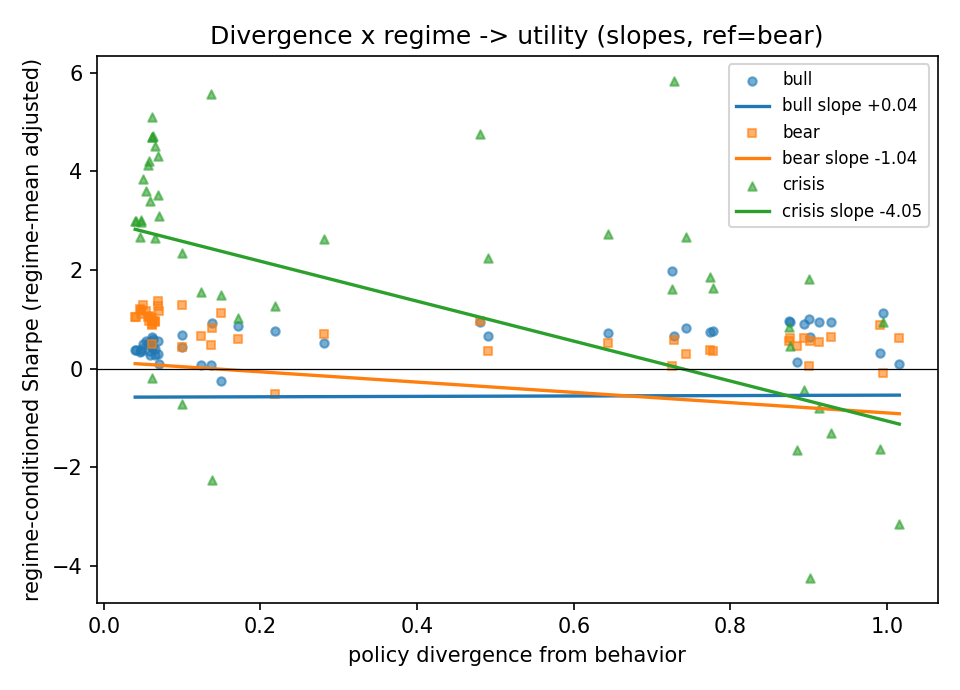 Divergence x regime -> utility (slopes, ref=bear)
regime-conditioned Sharpe (regime-mean adjusted)
6
4
2
0
−2
−4
bull
bull slope +0.04
bear
bear slope -1.04
crisis
crisis slope -4.05
0.0 0.2 0.4 0.6 0.8 1.0
policy divergence from behavior